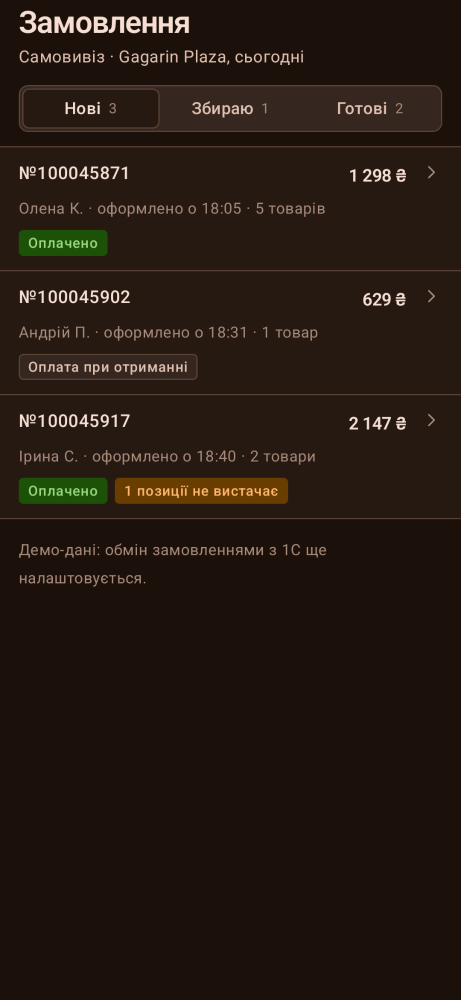 Замовлення
Самовивіз · Gagarin Plaza, сьогодні
Нові 3 Збираю 1 Готові 2
№100045871 1 298 ₴
Олена К. · оформлено о 18:05 · 5 товарів
Оплачено
№100045902 629 ₴
Андрій П. · оформлено о 18:31 · 1 товар
Оплата при отриманні
№100045917 2 147 ₴
Ірина С. · оформлено о 18:40 · 2 товари
Оплачено 1 позиції не вистачає
Демо-дані: обмін замовленнями з 1С ще
налаштовується.